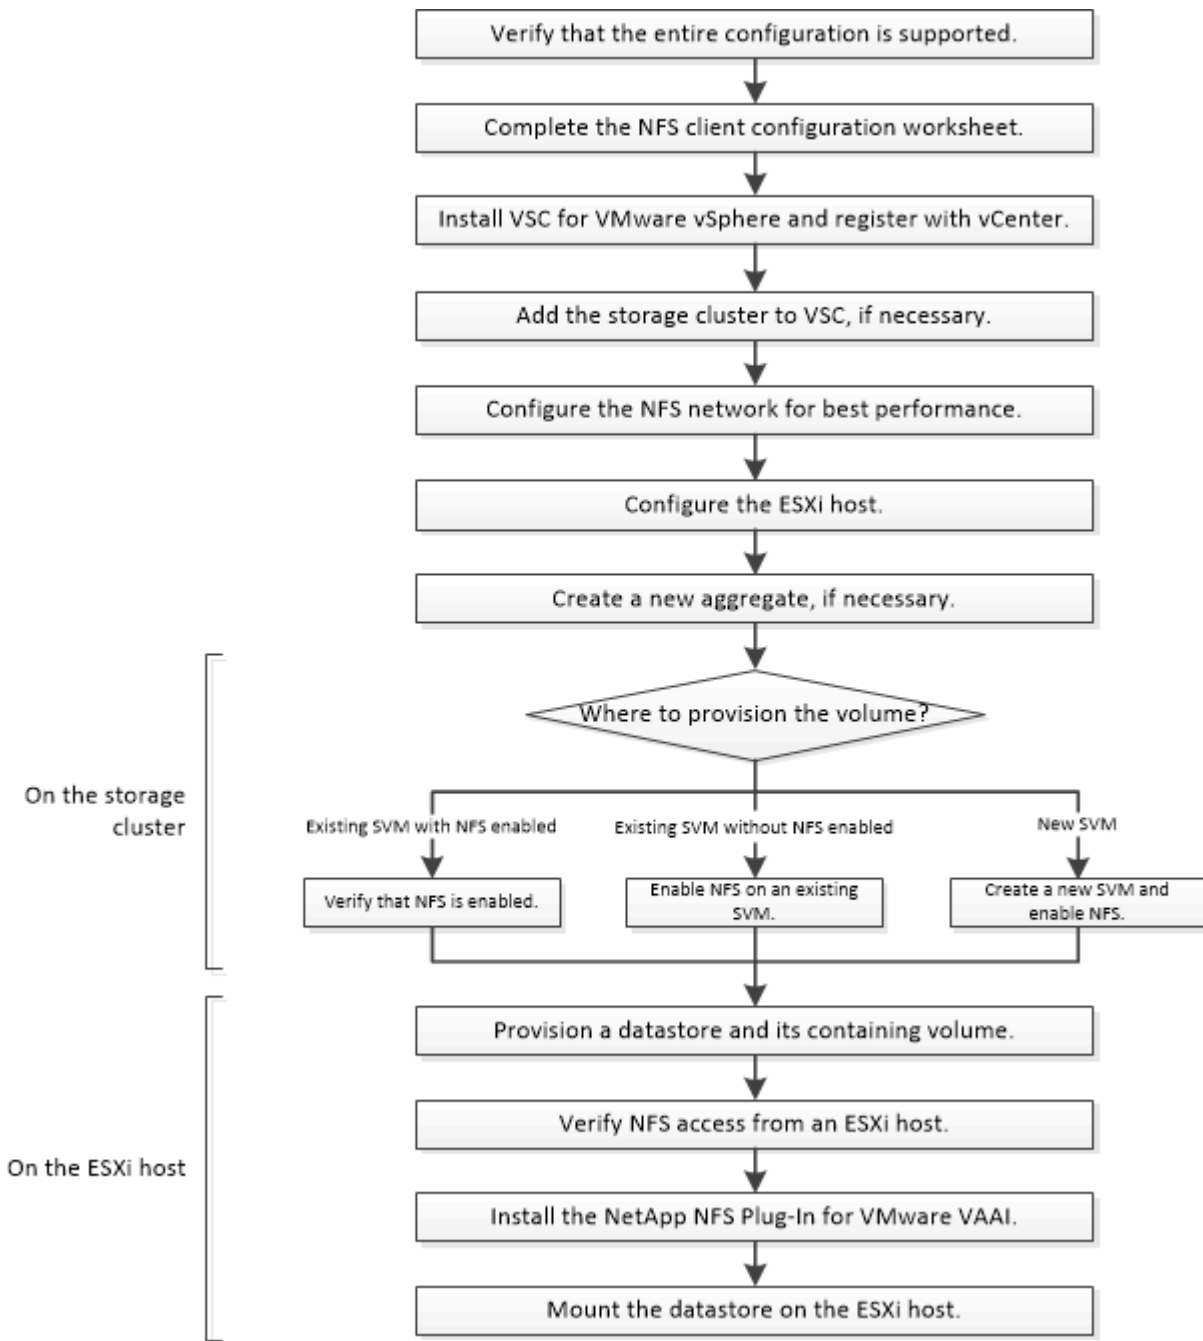 Verify that the entire configuration is supported.
Complete the NFS client configuration worksheet.
Install VSC for VMware vSphere and register with vCenter.
Add the storage cluster to VSC, if necessary.
Configure the NFS network for best performance.
Configure the ESXi host.
Create a new aggregate, if necessary.
Where to provision the volume?
On the storage
cluster
Existing SVM with NFS enabled
Existing SVM without NFS enabled
New SVM
Verify that NFS is enabled.
Enable NFS on an existing
SVM.
Create a new SVM and
enable NFS.
Provision a datastore and its containing volume.
Verify NFS access from an ESXi host.
On the ESXi host
Install the NetApp NFS Plug-In for VMware VAAI.
Mount the datastore on the ESXi host.